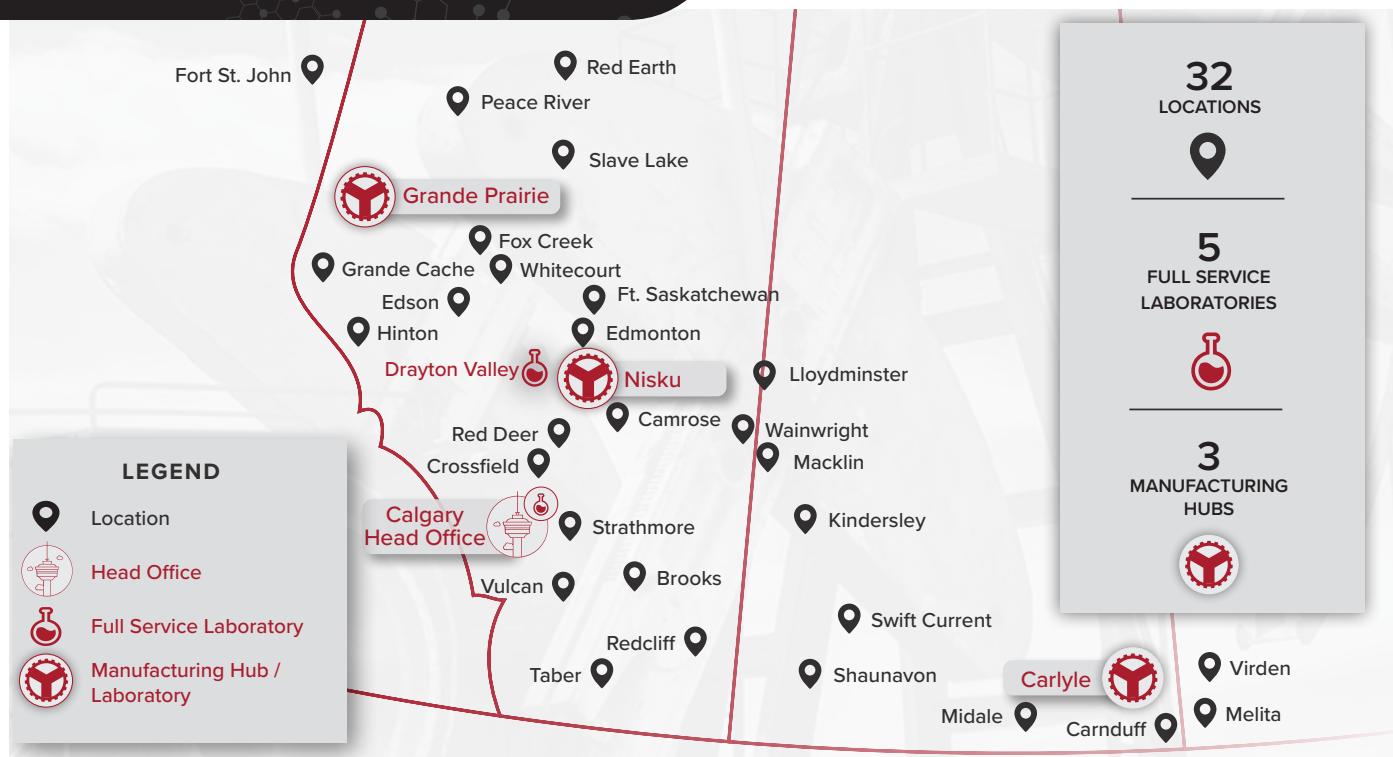 Fort St. John
Red Earth
Peace River
Slave Lake
Grande Prairie
Fox Creek
Grande Cache
Whitecourt
Edson
Ft. Saskatchewan
Hinton
Edmonton
Drayton Valley
Nisku
Lloydminster
Camrose
Wainwright
Red Deer
Crossfield
Macklin
Calgary
Head Office
Strathmore
Kindersley
Vulcan
Brooks
Swift Current
Redcliff
Taber
Shaunavon
Carlyle
Virden
Midale
Carnduff
Melita
32
LOCATIONS
5
FULL SERVICE
LABORATORIES
3
MANUFACTURING
HUBS
LEGEND
Location
Head Office
Full Service Laboratory
Manufacturing Hub /
Laboratory